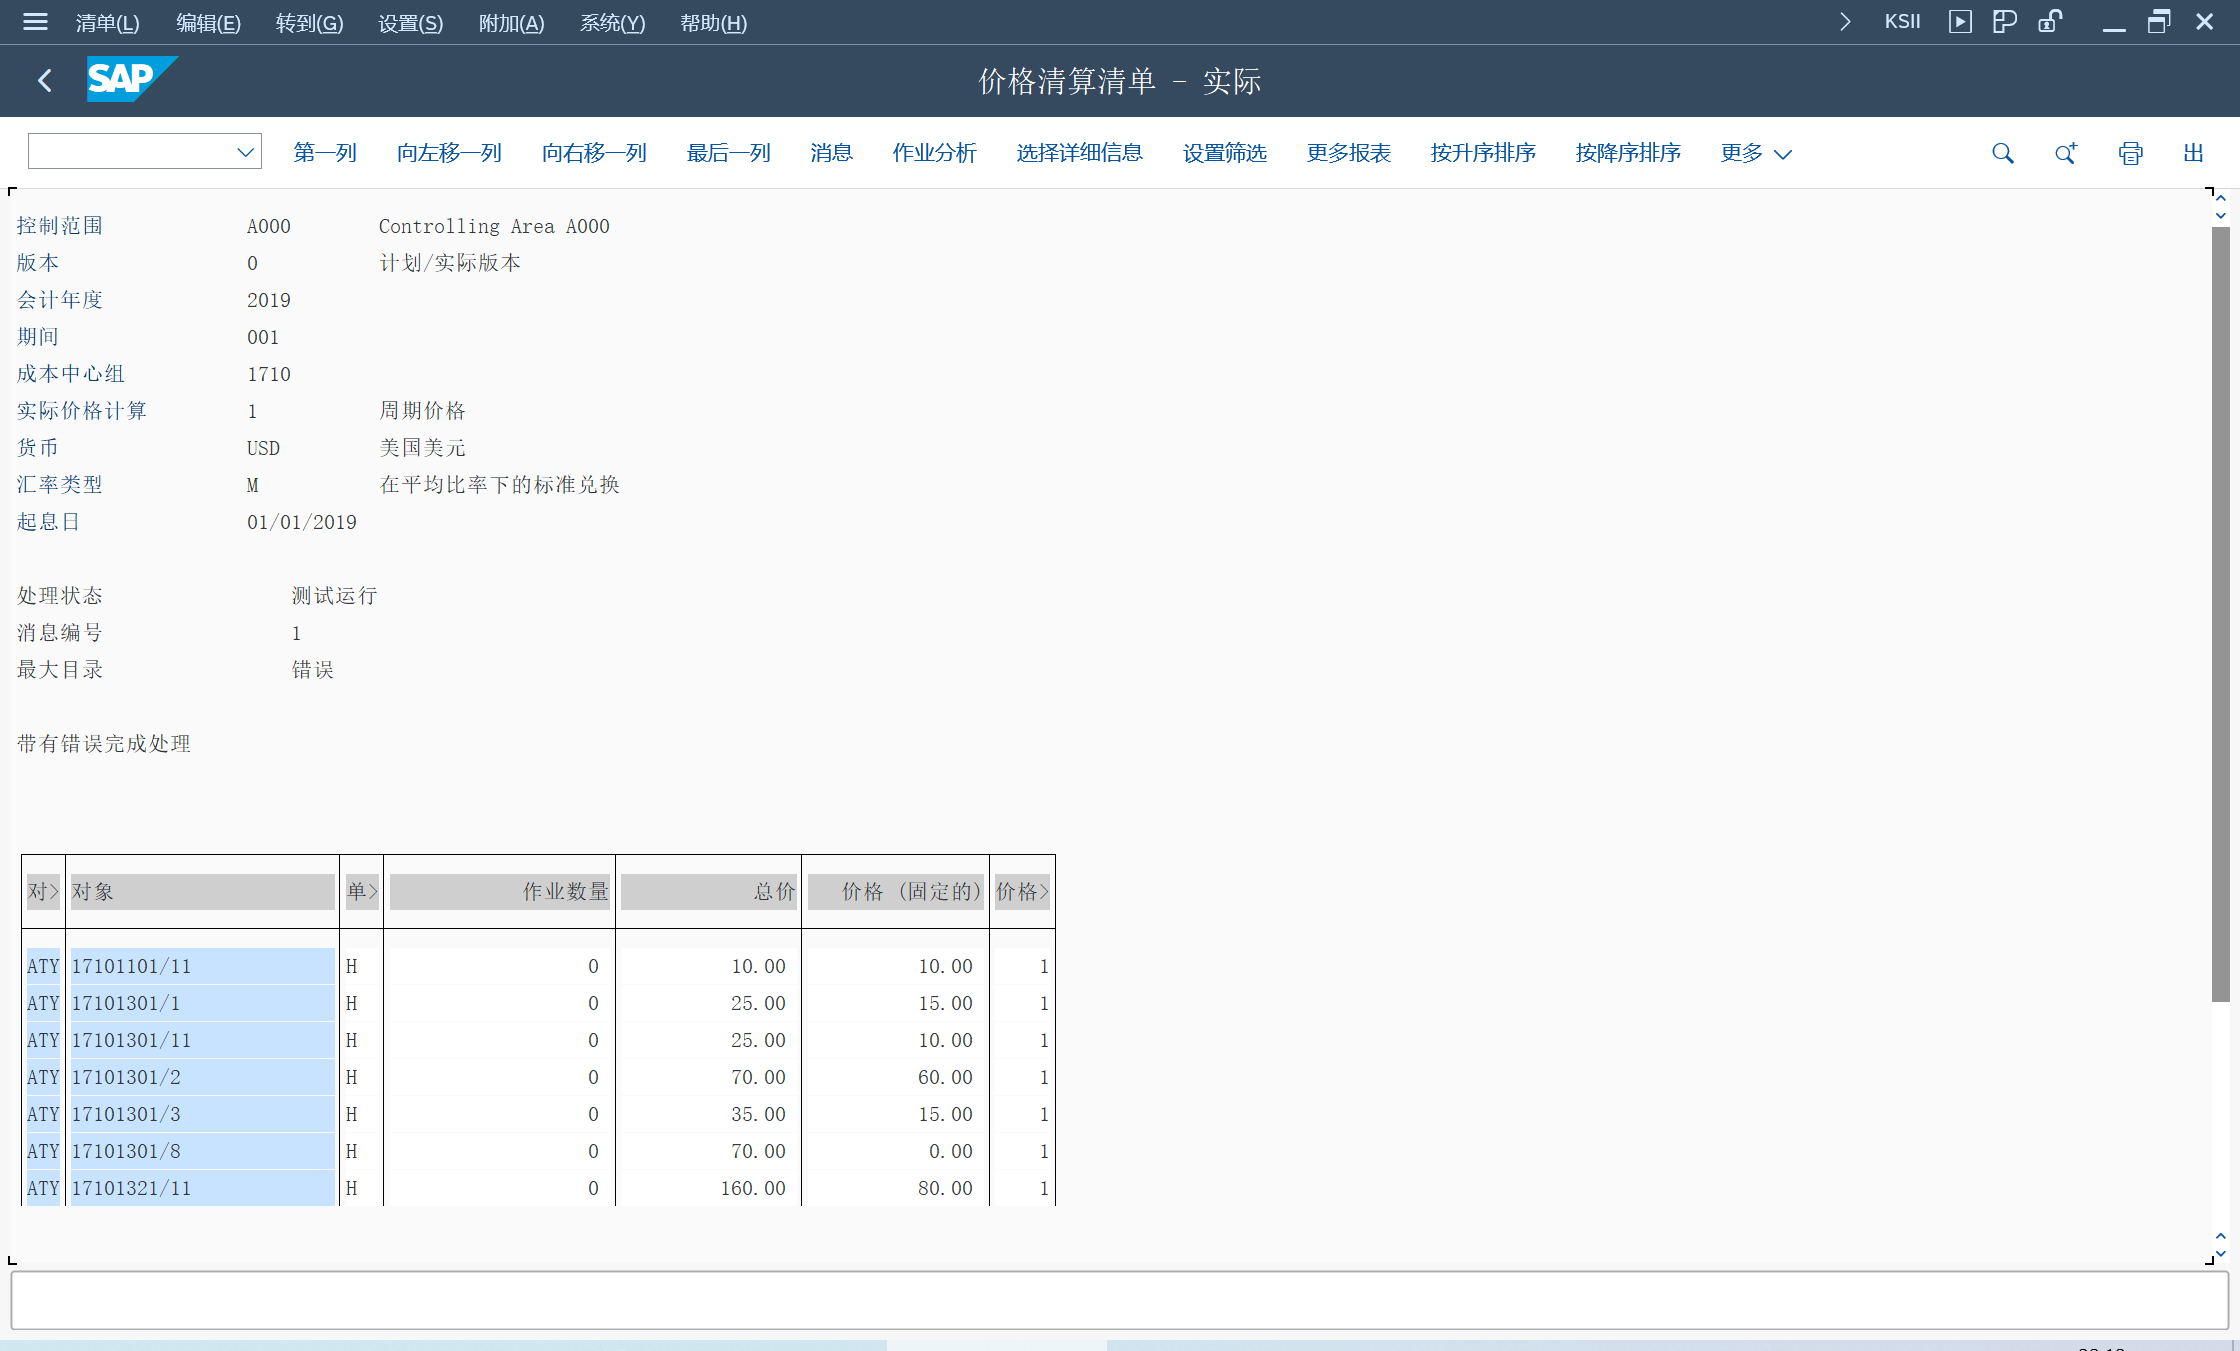 清单(L) 编辑(E) 转到(G) 设置(S) 附加(A) 系统(Y) 帮助(H) KSII
SAP 价格清算清单 - 实际
第一列 向左移一列 向右移一列 最后一列 消息 作业分析 选择详细信息 设置筛选 更多报表 按升序排序 按降序排序 更多 出
控制范围 A000 Controlling Area A000
版本 0 计划/实际版本
会计年度 2019
期间 001
成本中心组 1710
实际价格计算 1 周期价格
货币 USD 美国美元
汇率类型 M 在平均比率下的标准兑换
起息日 01/01/2019
处理状态 测试运行
消息编号 1
最大目录 错误
带有错误完成处理
对> 对象 单> 作业数量 总价 价格 (固定的) 价格>
ATY 17101101/11 H 0 10.00 10.00 1
ATY 17101301/1 H 0 25.00 15.00 1
ATY 17101301/11 H 0 25.00 10.00 1
ATY 17101301/2 H 0 70.00 60.00 1
ATY 17101301/3 H 0 35.00 15.00 1
ATY 17101301/8 H 0 70.00 0.00 1
ATY 17101321/11 H 0 160.00 80.00 1